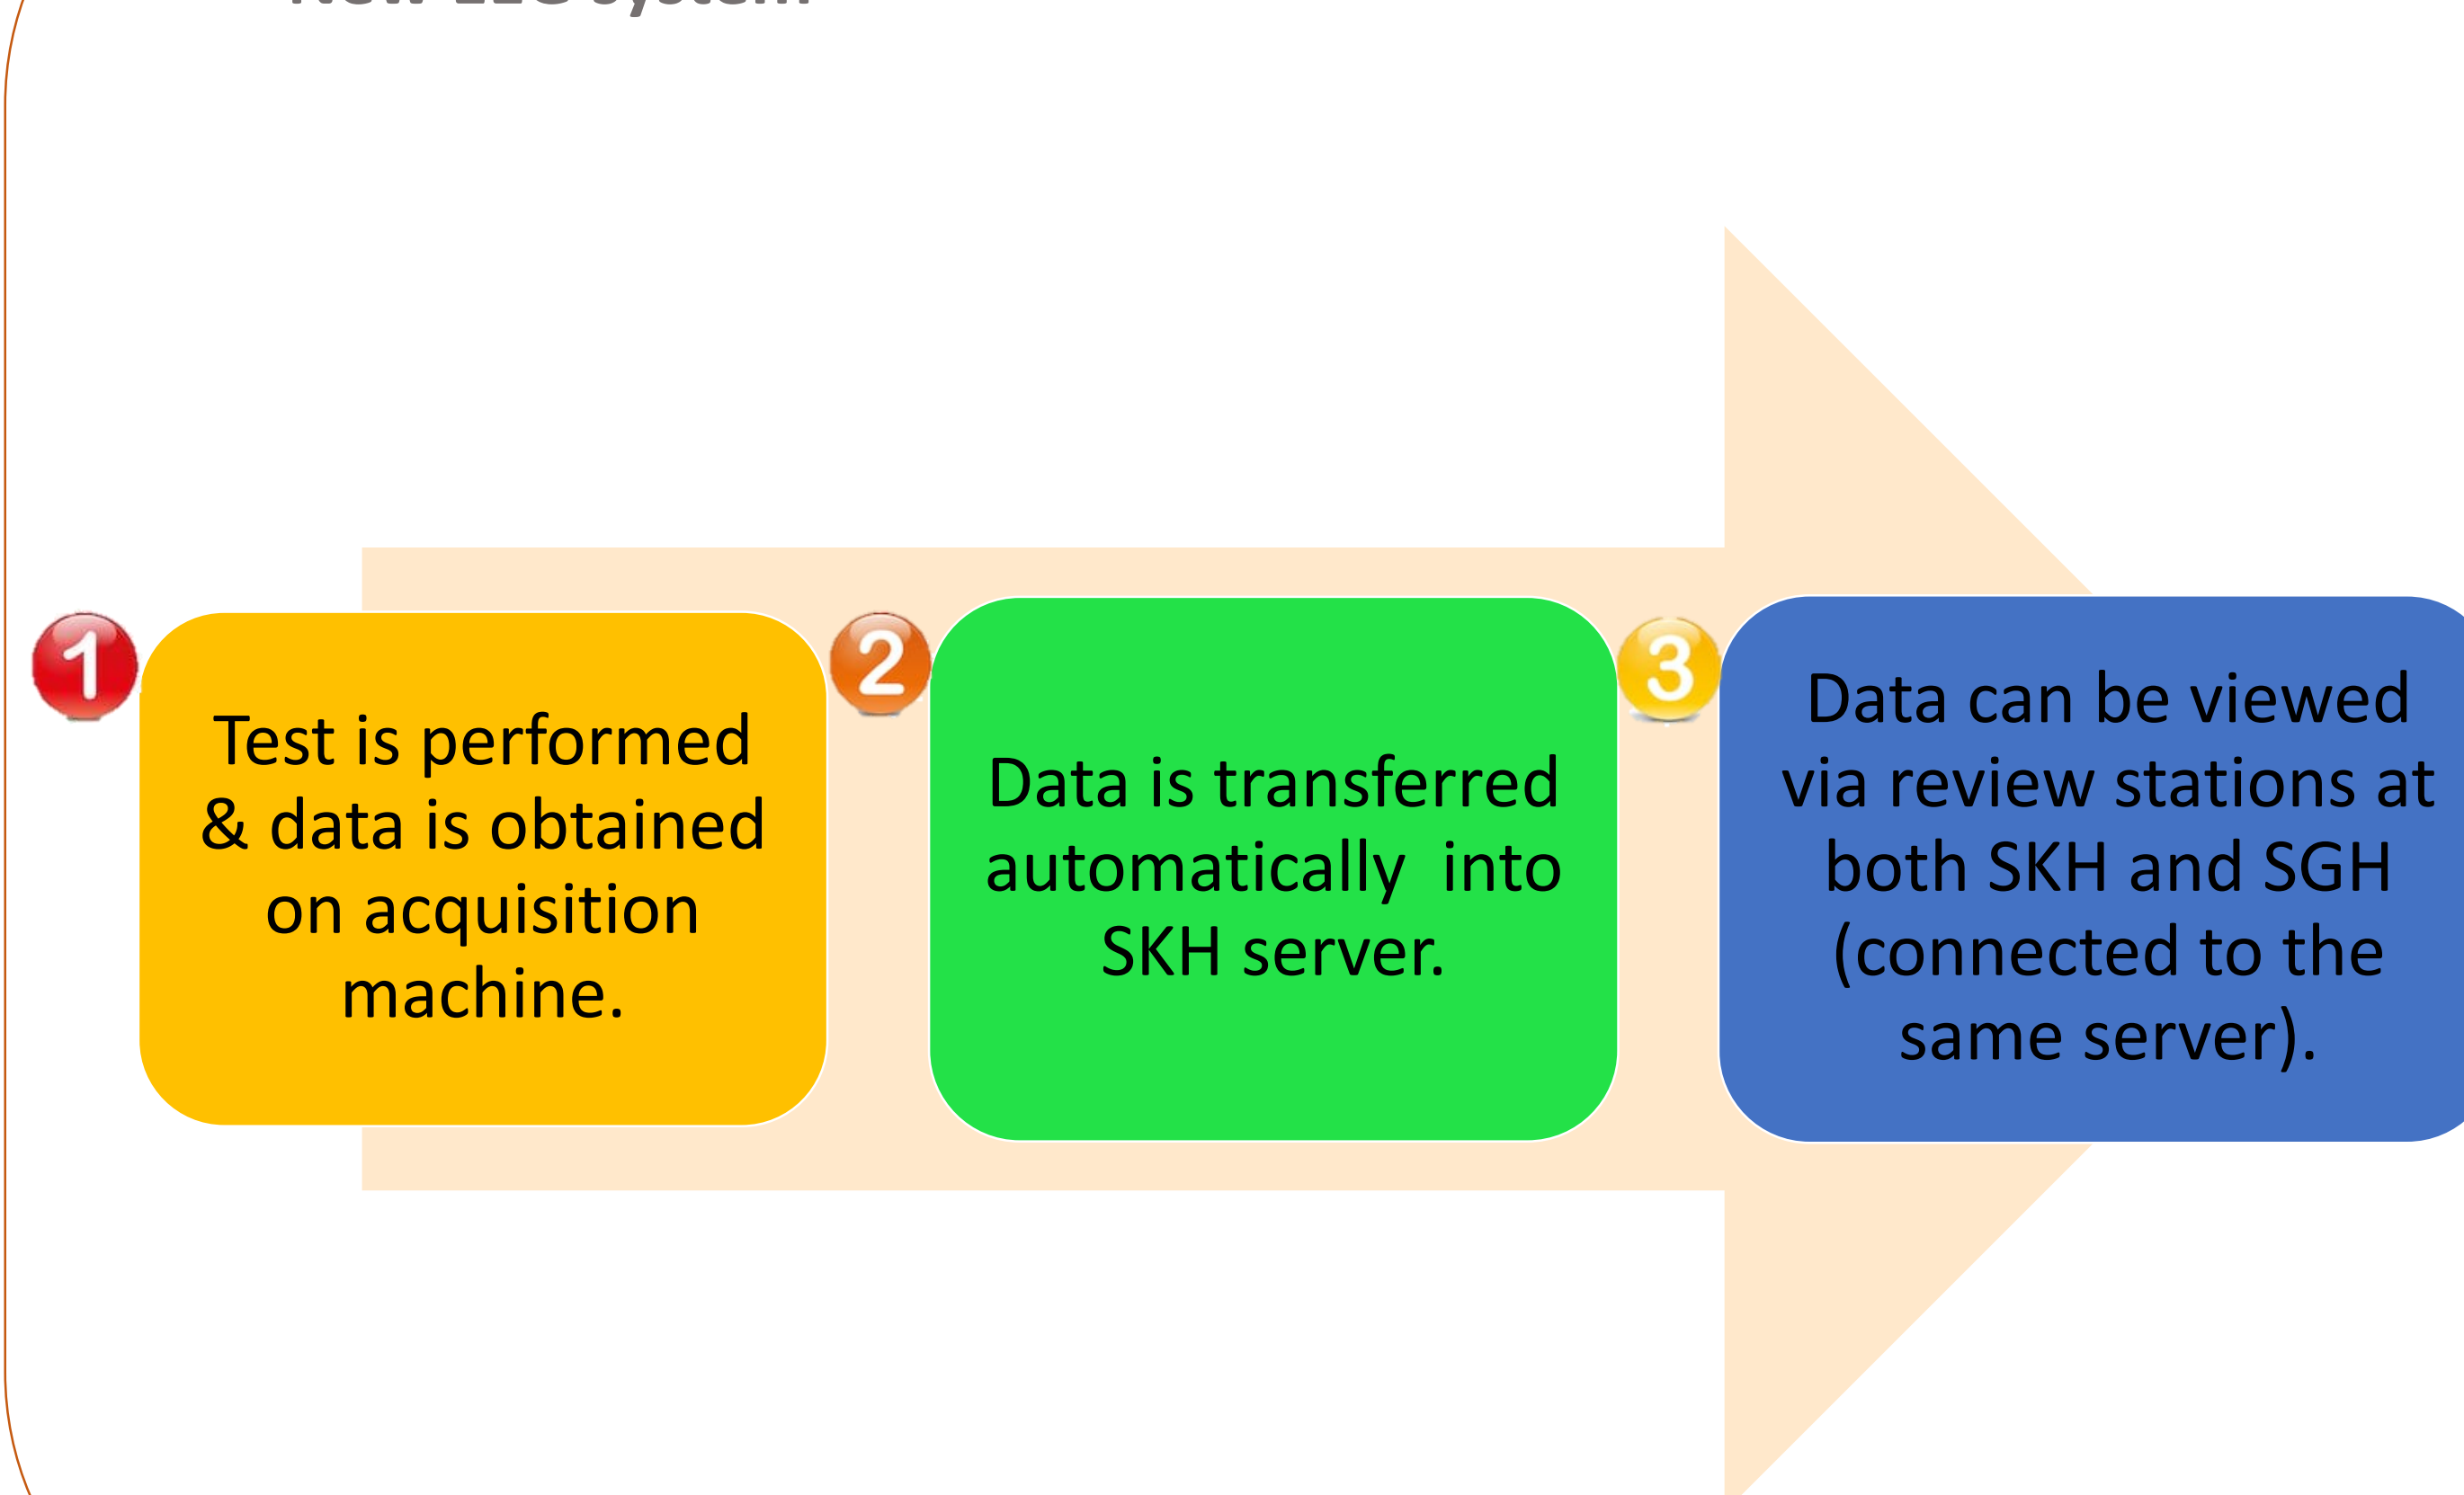 1
Test is performed
& data is obtained
on acquisition
machine.
2
Data is transferred
automatically into
SKH server.
3
Data can be viewed
via review stations at
both SKH and SGH
(connected to the
same server).